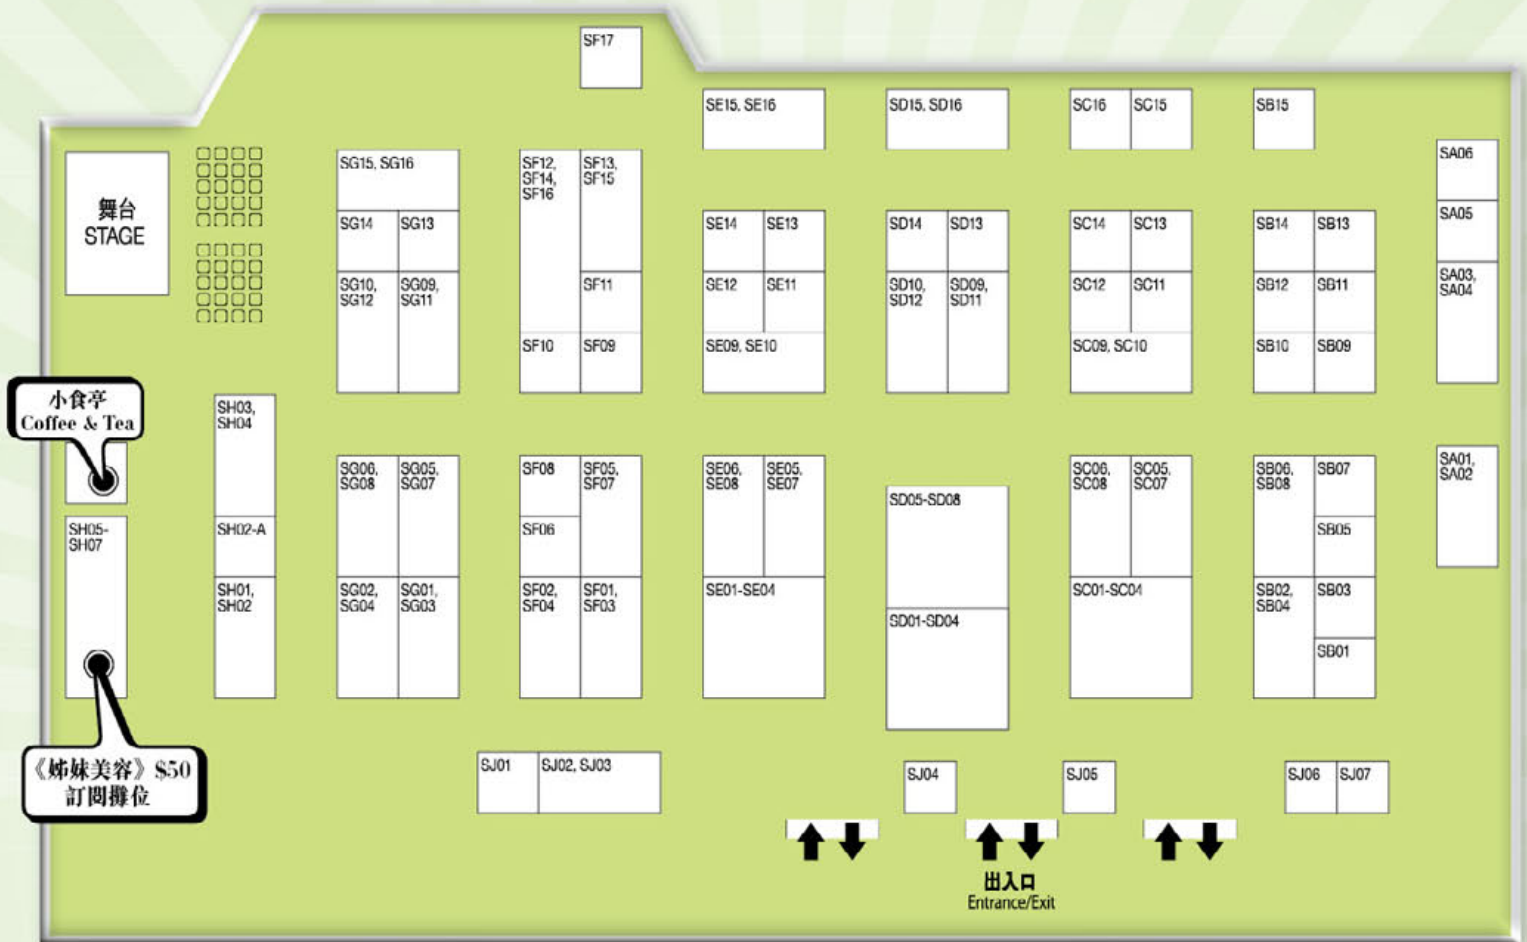 SF17
SE15, SE16
SD15, SD16
SC16
SC15
SB15
SA06
SA05
SA03,
SA04
SA01,
SA02
舞台
STAGE
SG15, SG16
SG14
SG13
SG10,
SG12
SG09,
SG11
SF12,
SF14,
SF16
SF13,
SF15
SF11
SF10
SF09
SE14
SE13
SE12
SE11
SE09, SE10
SD14
SD13
SD10,
SD12
SD09,
SD11
SC14
SC13
SC12
SC11
SC09, SC10
SB14
SB13
SB12
SB11
SB10
SB09
小食亭
Coffee & Tea
SH05-
SH07
SH03,
SH04
SH02-A
SH01,
SH02
SG06,
SG08
SG05,
SG07
SG02,
SG04
SG01,
SG03
SF08
SF05,
SF07
SF06
SF02,
SF04
SF01,
SF03
SE06,
SE08
SE05,
SE07
SE01-SE04
SD05-SD08
SD01-SD04
SC06,
SC08
SC05,
SC07
SC01-SC04
SB06,
SB08
SB07
SB05
SB02,
SB04
SB03
SB01
《姊妹美容》$50
訂閱攤位
SJ01
SJ02, SJ03
SJ04
SJ05
SJ06
SJ07
出入口
Entrance/Exit